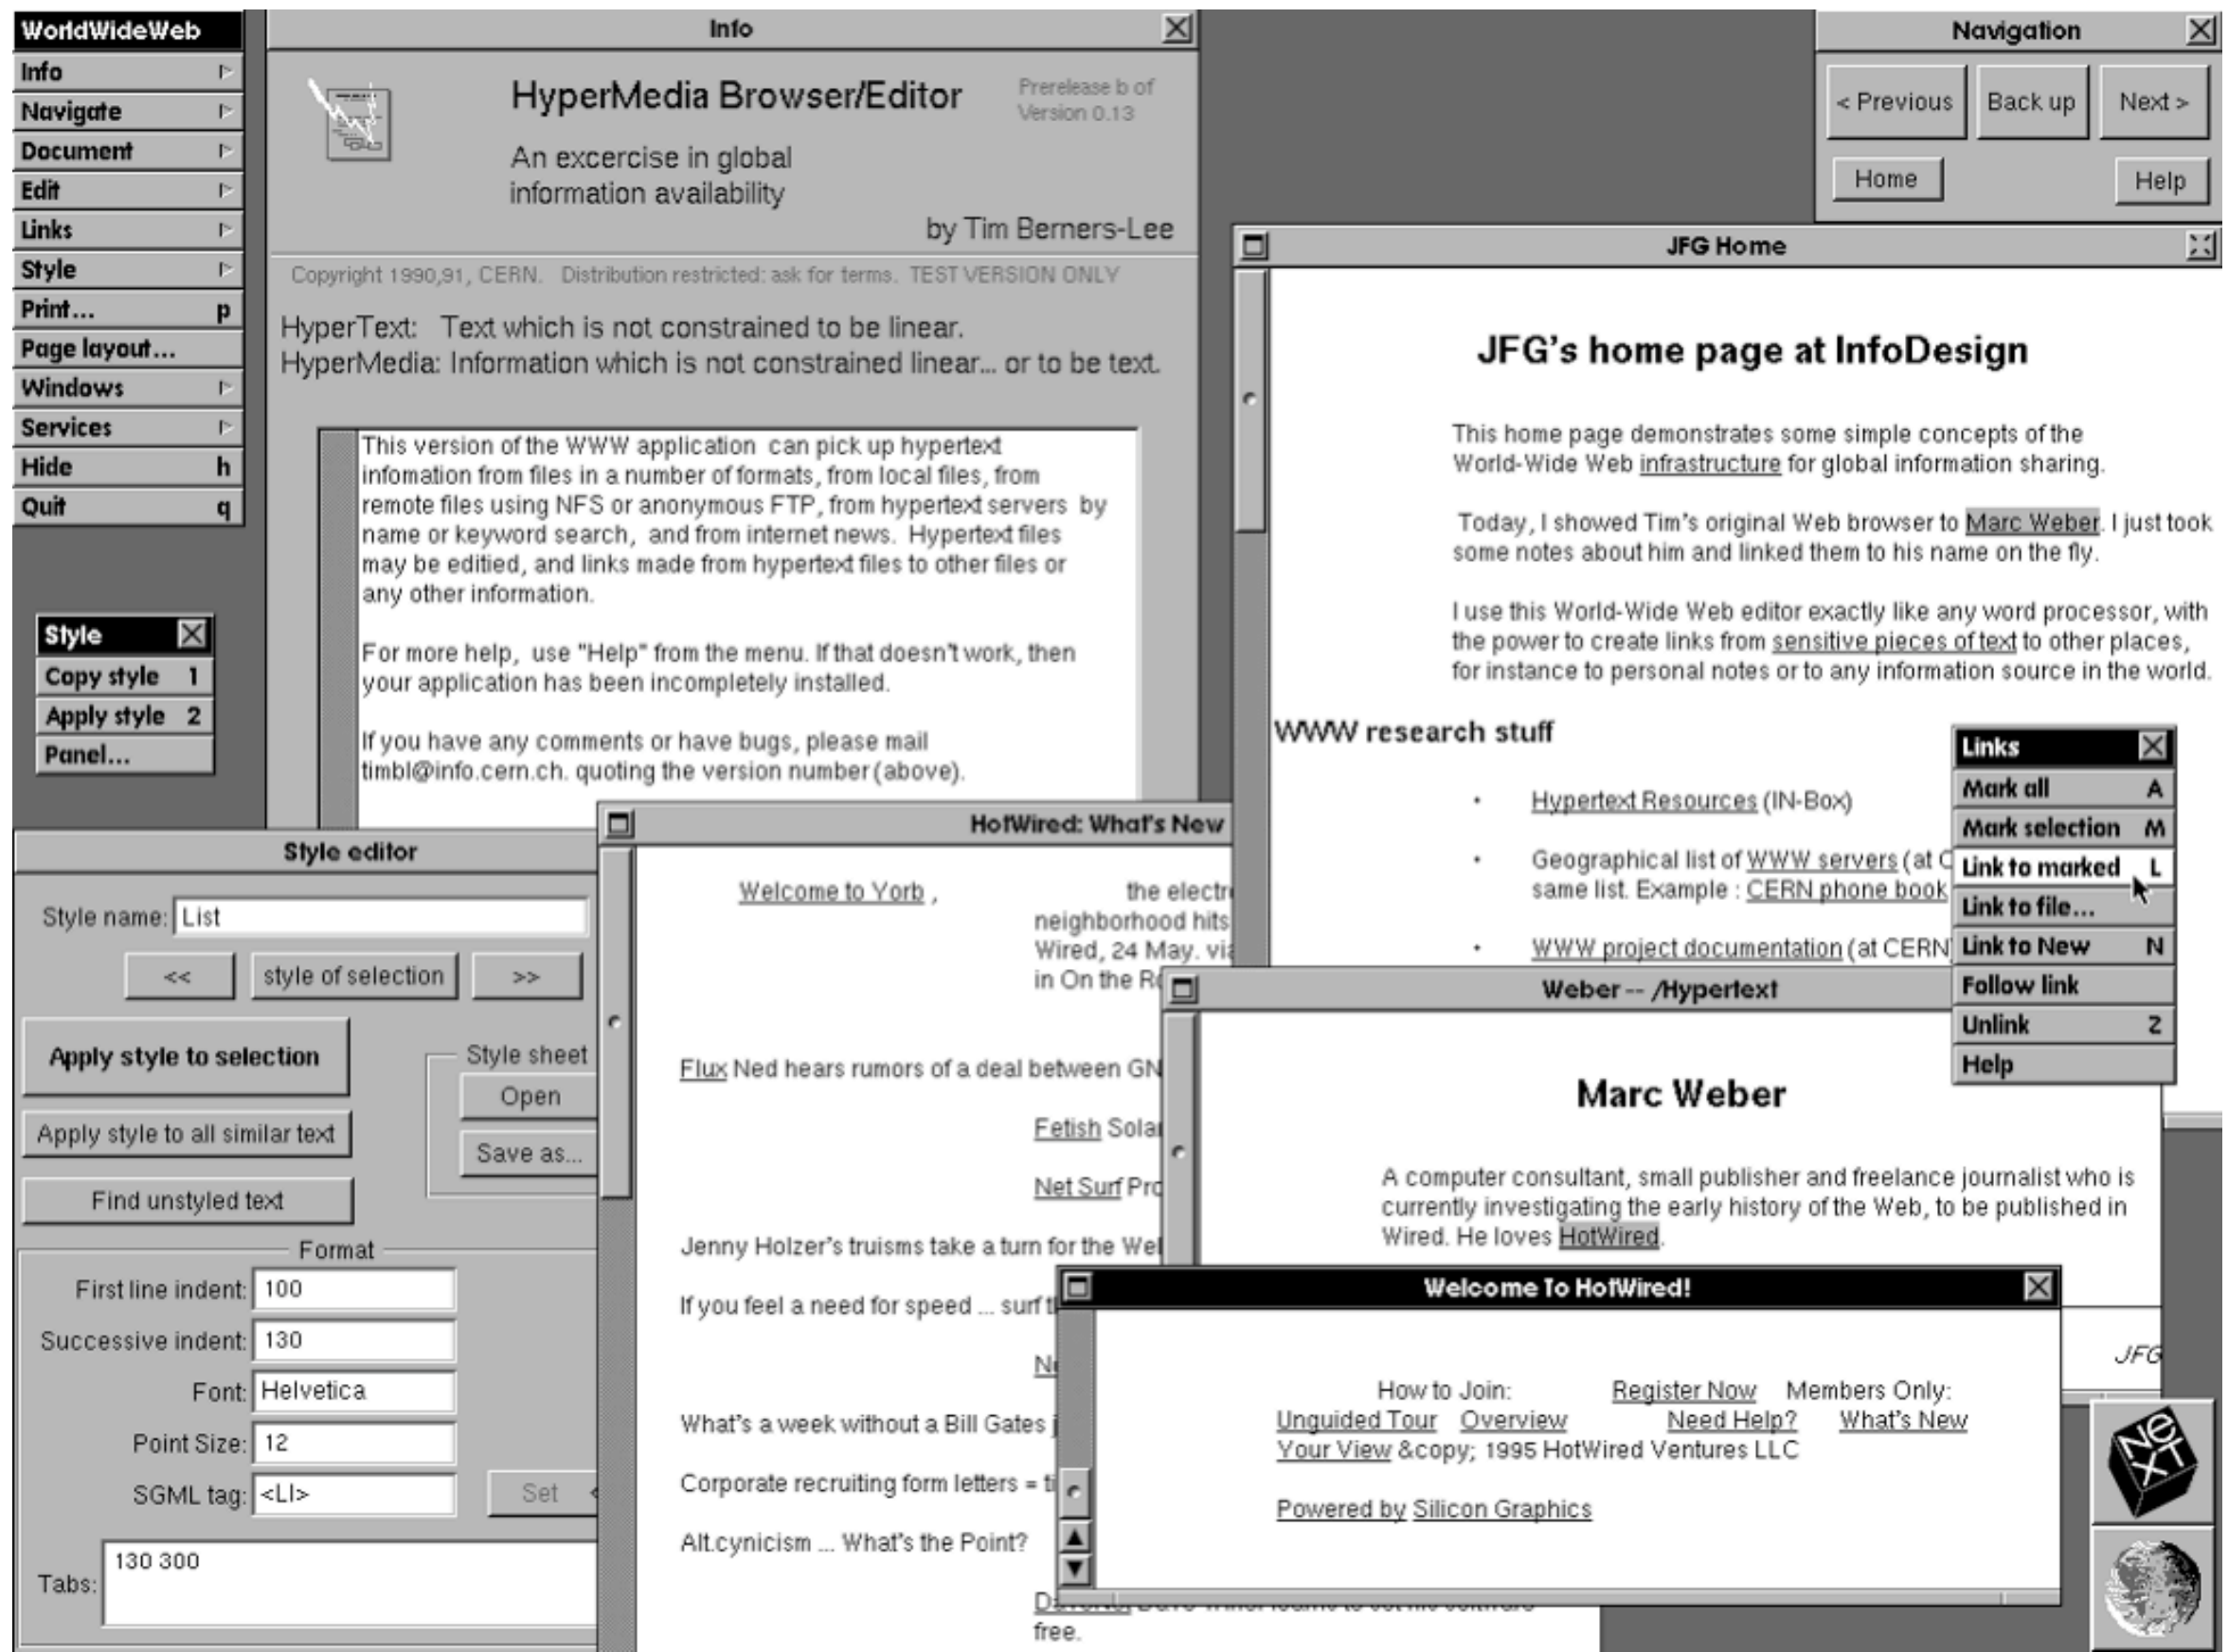 WorldWideWeb
Info
Navigate
Document
Edit
Links
Style
Print... p
Page layout...
Windows
Services
Hide h
Quit q
Style
Copy style 1
Apply style 2
Panel...
Info
HyperMedia Browser/Editor
Prerelease b of
Version 0.13
An excercise in global
information availability
by Tim Berners-Lee
Copyright 1990,91, CERN. Distribution restricted: ask for terms. TEST VERSION ONLY
HyperText: Text which is not constrained to be linear.
HyperMedia: Information which is not constrained linear... or to be text.
This version of the WWW application can pick up hypertext
infomation from files in a number of formats, from local files, from
remote files using NFS or anonymous FTP, from hypertext servers by
name or keyword search, and from internet news. Hypertext files
may be editied, and links made from hypertext files to other files or
any other information.
For more help, use "Help" from the menu. If that doesn't work, then
your application has been incompletely installed.
If you have any comments or have bugs, please mail
timbl@info.cern.ch. quoting the version number (above).
Navigation
< Previous Back up Next >
Home Help
JFG Home
JFG's home page at InfoDesign
This home page demonstrates some simple concepts of the
World-Wide Web infrastructure for global information sharing.
Today, I showed Tim's original Web browser to Marc Weber. I just took
some notes about him and linked them to his name on the fly.
I use this World-Wide Web editor exactly like any word processor, with
the power to create links from sensitive pieces of text to other places,
for instance to personal notes or to any information source in the world.
WWW research stuff
• Hypertext Resources (IN-Box)
• Geographical list of WWW servers (at
same list. Example : CERN phone book
• WWW project documentation (at CERN)
Links
Mark all A
Mark selection M
Link to marked L
Link to file...
Link to New N
Follow link
Unlink Z
Help
Style editor
Style name: List
<< style of selection >>
Apply style to selection
Style sheet
Open
Apply style to all similar text
Save as...
Find unstyled text
Format
First line indent: 100
Successive indent: 130
Font: Helvetica
Point Size: 12
SGML tag: <LI>
Set
Tabs: 130 300
HotWired: What's New
Welcome to Yorb , the
neighborhood hits
Wired, 24 May. via
in On the
Flux Ned hears rumors of a deal between
Fetish
Net Surf
Jenny Holzer's truisms take a turn for the
If you feel a need for speed ... surf
What's a week without a Bill Gates
Corporate recruiting form letters =
Alt.cynicism ... What's the Point?
free.
Weber -- /Hypertext
Marc Weber
A computer consultant, small publisher and freelance journalist who is
currently investigating the early history of the Web, to be published in
Wired. He loves HotWired.
JFG
Welcome To HotWired!
How to Join: Register Now Members Only:
Unguided Tour Overview Need Help? What's New
Your View &copy; 1995 HotWired Ventures LLC
Powered by Silicon Graphics
NeXT